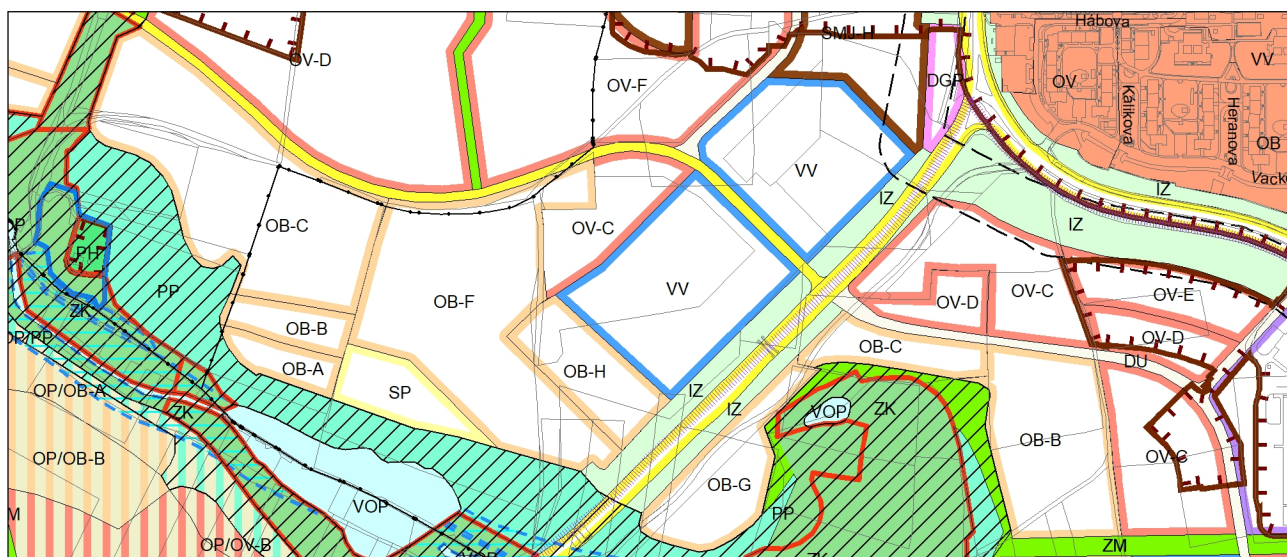 Hábova
SMJ-H
OV-D
VV
OV-F
DGP
OV
Kálikova
Heranova
OB
VV
IZ
IZ
OB-C
OV-C
IZ
PH
PP
OB-F
VV
OV-D
OV-C
OV-E
ZK
OB-B
OV-D
OP/PP
OB-A
OB-H
OB-C
DU
OP/OB-A
SP
IZ
IZ
VOP
ZK
ZK
OP/OB-B
OB-B
OV-C
OB-G
VOP
PP
OP/OV-B
ZM